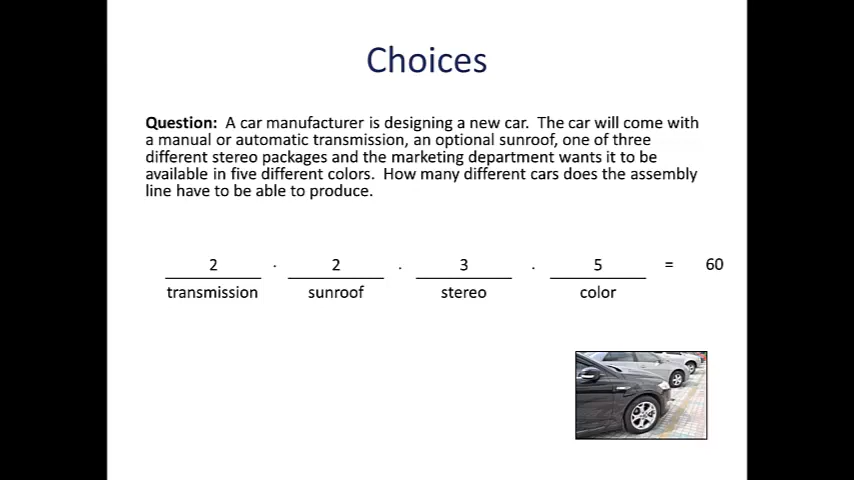 Choices
Question: A car manufacturer is designing a new car. The car will come with
a manual or automatic transmission, an optional sunroof, one of three
different stereo packages and the marketing department wants it to be
available in five different colors. How many different cars does the assembly
line have to be able to produce.
2 · 2 · 3 · 5 = 60
transmission sunroof stereo color